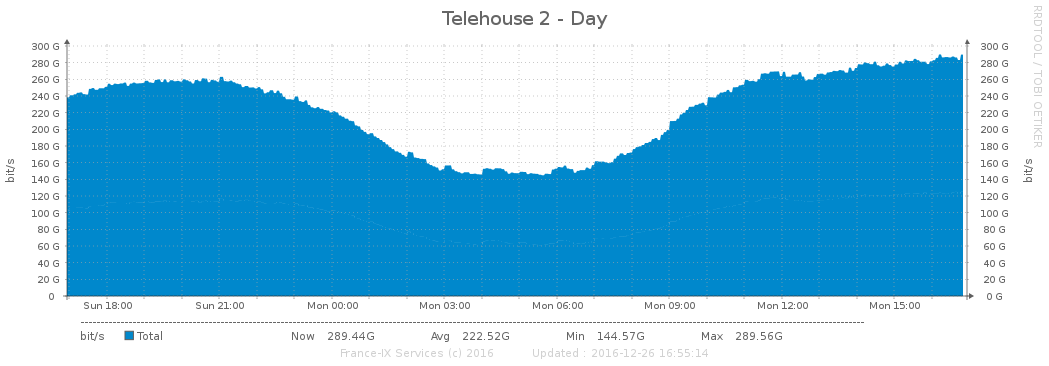 Telehouse 2 - Day
RRDTOOL / TOBI OETIKER
bit/s
300 G
280 G
260 G
240 G
220 G
200 G
180 G
160 G
140 G
120 G
100 G
80 G
60 G
40 G
20 G
0
300 G
280 G
260 G
240 G
220 G
200 G
180 G
160 G
140 G
120 G
100 G
80 G
60 G
40 G
20 G
0 G
bit/s
Sun 18:00 Sun 21:00 Mon 00:00 Mon 03:00 Mon 06:00 Mon 09:00 Mon 12:00 Mon 15:00
bit/s Total Now 289.44G Avg 222.52G Min 144.57G Max 289.56G
France-IX Services (c) 2016 Updated : 2016-12-26 16:55:14